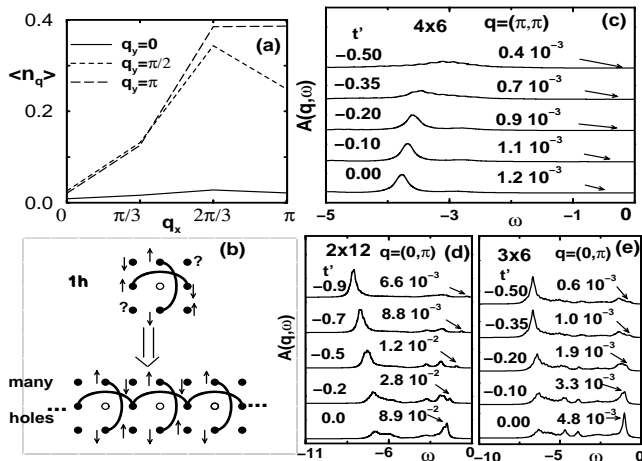 0.4
(a)
q_y=0
q_y=π/2
q_y=π
<n_q>
0.2
0.0
0 π/3 2π/3 π
q_x
(c)
t' 4x6 q=(π,π)
−0.50 0.4 10^−3
−0.35 0.7 10^−3
−0.20 0.9 10^−3
−0.10 1.1 10^−3
0.00 1.2 10^−3
A(q,ω)
−5 −3 −1 0
ω
(b)
1h
? ?
many
holes
... ...
2x12 q=(0,π) (d)
t'
−0.9 6.6 10^−3
−0.7 8.8 10^−3
−0.5 1.2 10^−2
−0.2 2.8 10^−2
0.0 8.9 10^−2
A(q,ω)
−11 −6 0
ω
3x6 q=(0,π) (e)
t'
−0.50 0.6 10^−3
−0.35 1.0 10^−3
−0.20 1.9 10^−3
−0.10 3.3 10^−3
0.00 4.8 10^−3
−10 −5 0
ω